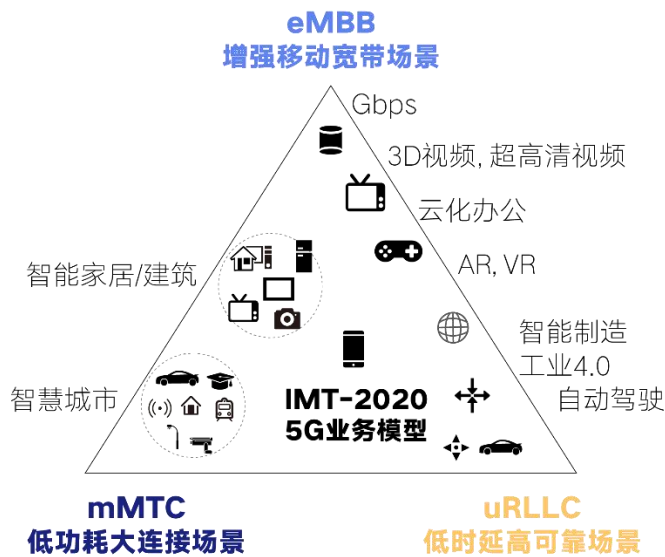 eMBB
增强移动宽带场景
Gbps
3D视频, 超高清视频
云化办公
AR, VR
智能家居/建筑
智能制造
工业4.0
智慧城市
自动驾驶
IMT-2020
5G业务模型
mMTC
低功耗大连接场景
uRLLC
低时延高可靠场景